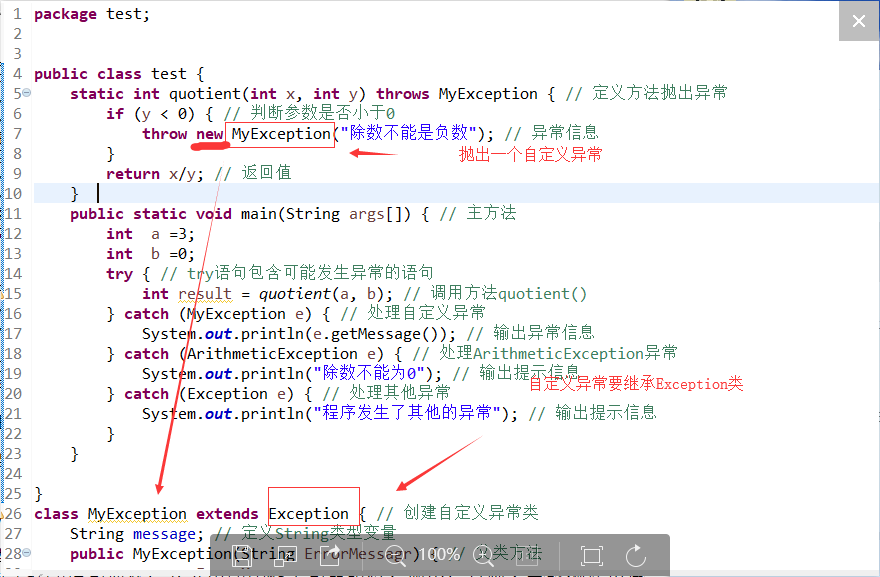 1 package test;
2
3
4 public class test {
5 static int quotient(int x, int y) throws MyException { // 定义方法抛出异常
6 if (y < 0) { // 判断参数是否小于0
7 throw new MyException("除数不能是负数"); // 异常信息
8 }
抛出一个自定义异常
9 return x/y; // 返回值
10 }
11 public static void main(String args[]) { // 主方法
12 int a =3;
13 int b =0;
14 try { // try语句包含可能发生异常的语句
15 int result = quotient(a, b); // 调用方法quotient()
16 } catch (MyException e) { // 处理自定义异常
17 System.out.println(e.getMessage()); // 输出异常信息
18 } catch (ArithmeticException e) { // 处理ArithmeticException异常
19 System.out.println("除数不能为0"); // 输出提示信息
自定义异常要继承Exception类
20 } catch (Exception e) { // 处理其他异常
21 System.out.println("程序发生了其他的异常"); // 输出提示信息
22 }
23 }
24
25 }
26 class MyException extends Exception { // 创建自定义异常类
27 String message; // 定义String类型变量
28 public MyException(String ErrorMessagr) { 类方法
100%